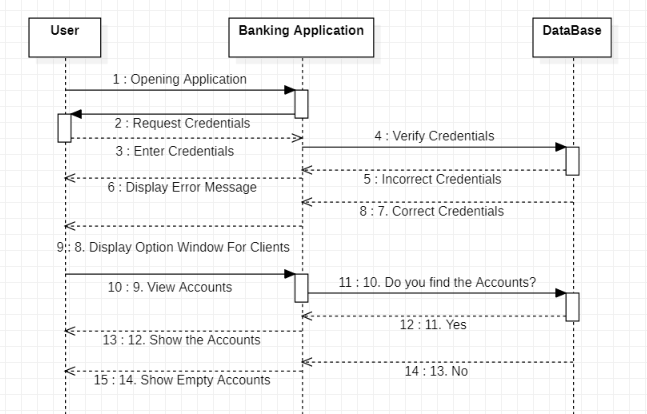 User
Banking Application
DataBase
1 : Opening Application
2 : Request Credentials
3 : Enter Credentials
4 : Verify Credentials
5 : Incorrect Credentials
6 : Display Error Message
8 : 7. Correct Credentials
9 : 8. Display Option Window For Clients
10 : 9. View Accounts
11 : 10. Do you find the Accounts?
12 : 11. Yes
13 : 12. Show the Accounts
14 : 13. No
15 : 14. Show Empty Accounts